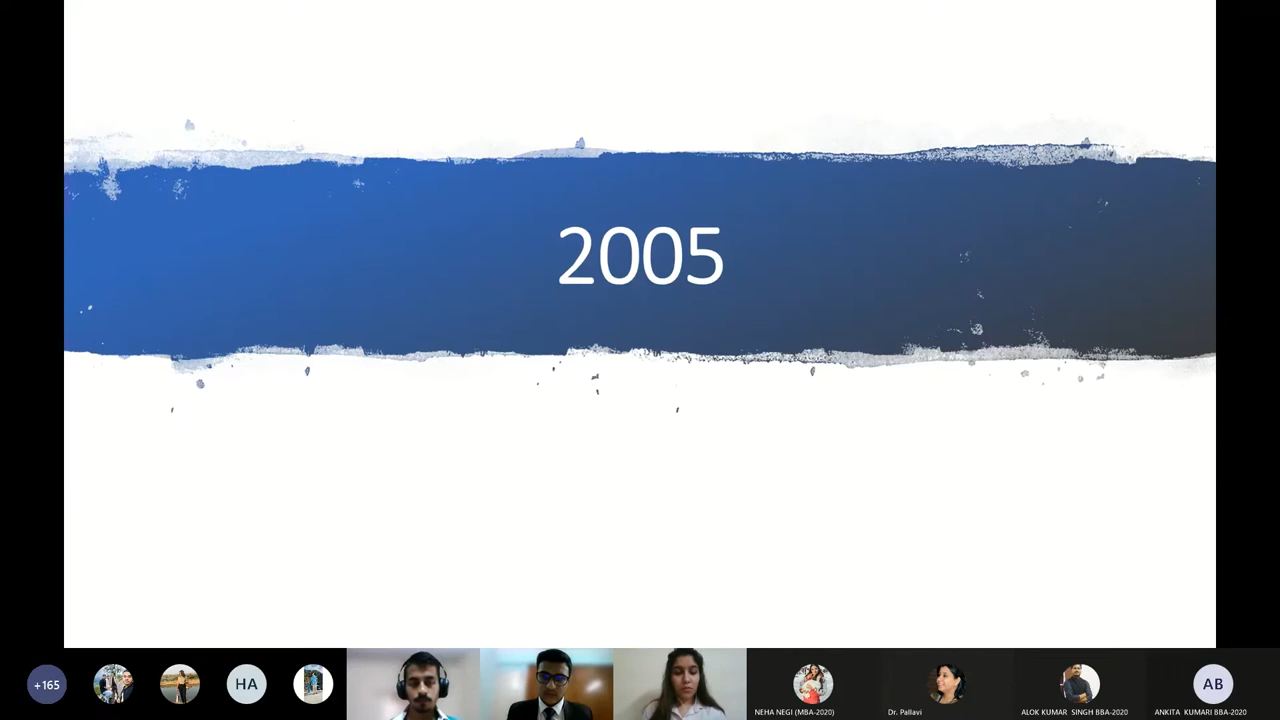 2005
+165
HA
NEHA NEGI (MBA-2020)
Dr. Pallavi
ALOK KUMAR SINGH BBA-2020
AB
ANKITA KUMARI BBA-2020